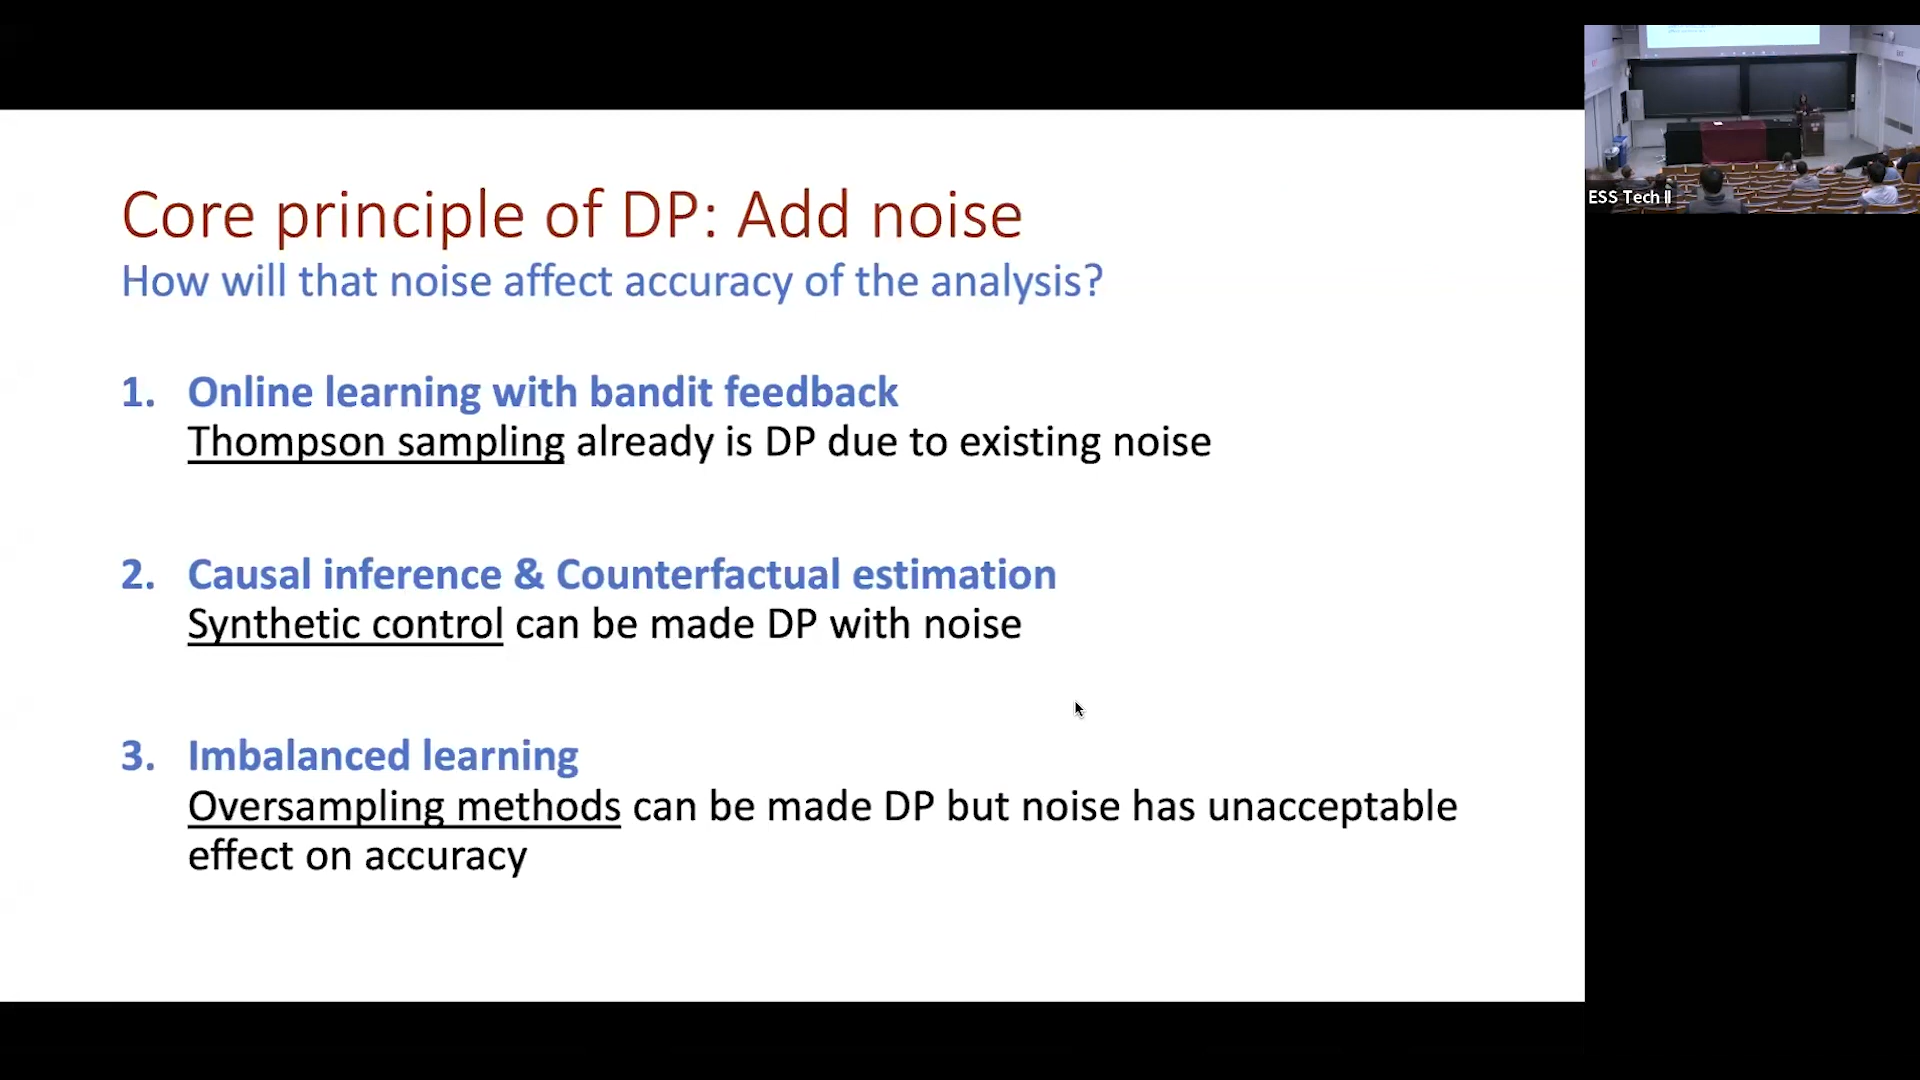 Core principle of DP: Add noise
How will that noise affect accuracy of the analysis?
1. Online learning with bandit feedback
Thompson sampling already is DP due to existing noise
2. Causal inference & Counterfactual estimation
Synthetic control can be made DP with noise
3. Imbalanced learning
Oversampling methods can be made DP but noise has unacceptable
effect on accuracy
ESS Tech II